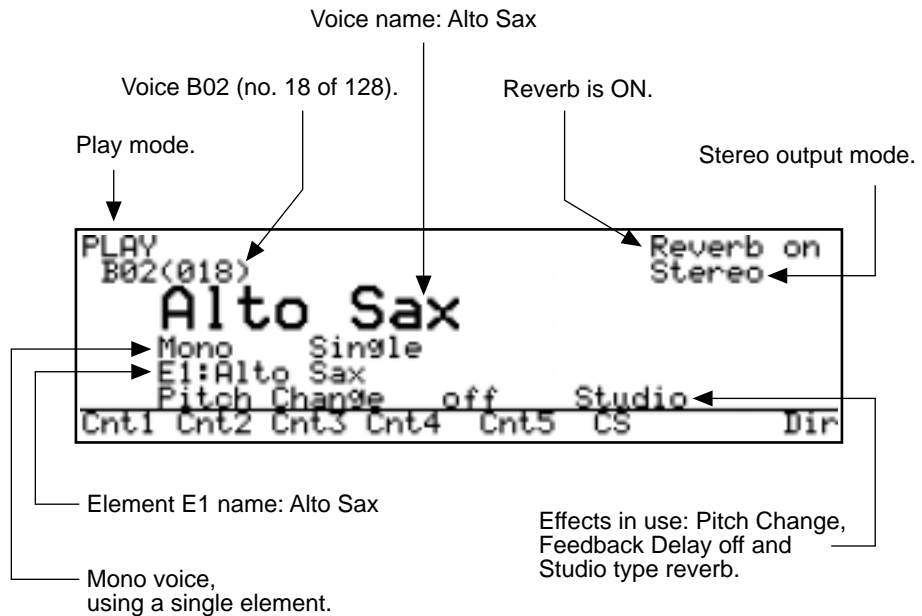 Voice name: Alto Sax
Voice B02 (no. 18 of 128).
Reverb is ON.
Play mode.
Stereo output mode.
PLAY
Reverb on
B02(018)
Stereo
Alto Sax
Mono Single
E1:Alto Sax
Pitch Change off Studio
Cnt1 Cnt2 Cnt3 Cnt4 Cnt5 CS Dir
Element E1 name: Alto Sax
Effects in use: Pitch Change,
Feedback Delay off and
Studio type reverb.
Mono voice,
using a single element.